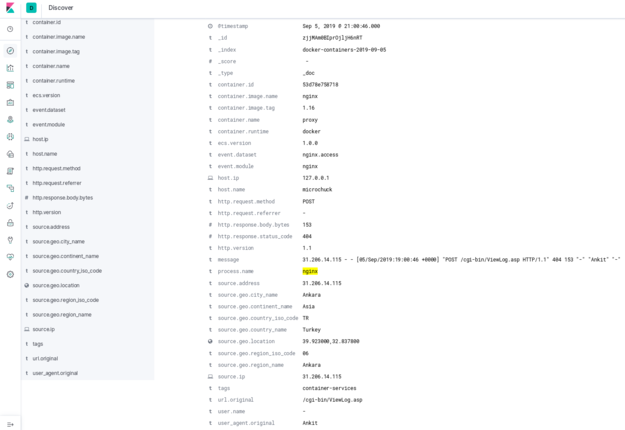 D Discover
container.id
container.image.name
container.image.tag
container.name
container.runtime
ecs.version
event.dataset
event.module
host.ip
host.name
http.request.method
http.request.referrer
http.response.body.bytes
http.version
source.address
source.geo.city_name
source.geo.continent_name
source.geo.country_iso_code
source.geo.location
source.geo.region_iso_code
source.geo.region_name
source.ip
tags
url.original
user_agent.original
@timestamp Sep 5, 2019 @ 21:00:46.000
_id
_index docker-containers-2019-09-05
_score -
_type _doc
container.id 53d70e750718
container.image.name nginx
container.image.tag 1.16
container.name proxy
container.runtime docker
ecs.version 1.0.0
event.dataset nginx.access
event.module nginx
host.ip 127.0.0.1
host.name microchuck
http.request.method POST
http.request.referrer -
http.response.body.bytes 153
http.response.status_code 404
http.version 1.1
message 31.206.14.115 - - [05/Sep/2019:19:00:46 +0000] "POST /cgi-bin/ViewLog.asp HTTP/1.1" 404 153 "-" "Ankit" "-"
process.name nginx
source.address 31.206.14.115
source.geo.city_name Ankara
source.geo.continent_name Asia
source.geo.country_iso_code TR
source.geo.country_name Turkey
source.geo.location 39.923000,32.837800
source.geo.region_iso_code 06
source.geo.region_name Ankara
source.ip 31.206.14.115
tags container-services
url.original /cgi-bin/ViewLog.asp
user.name -
user_agent.original Ankit